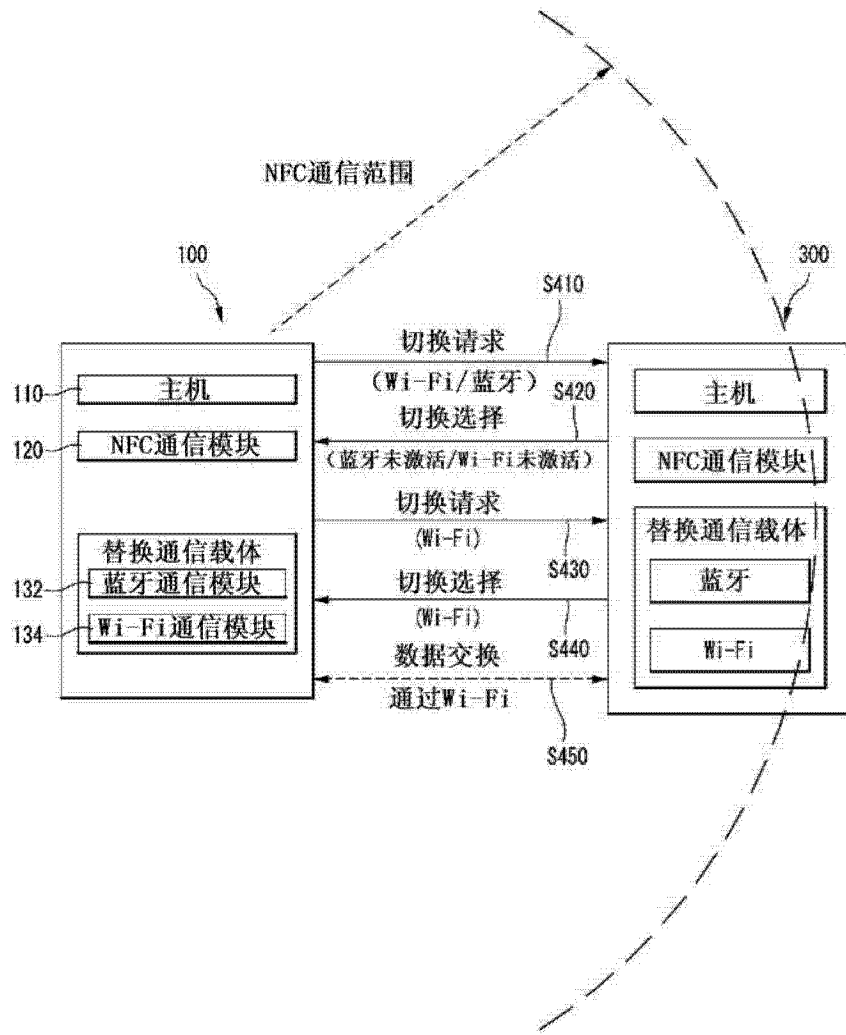 NFC通信范围
100
300
S410
切换请求
(Wi-Fi/蓝牙)
S420
切换选择
(蓝牙未激活/Wi-Fi未激活)
切换请求
(Wi-Fi)
S430
切换选择
(Wi-Fi)
S440
数据交换
通过Wi-Fi
S450
110
主机
120
NFC通信模块
替换通信载体
132
蓝牙通信模块
134
Wi-Fi通信模块
主机
NFC通信模块
替换通信载体
蓝牙
Wi-Fi